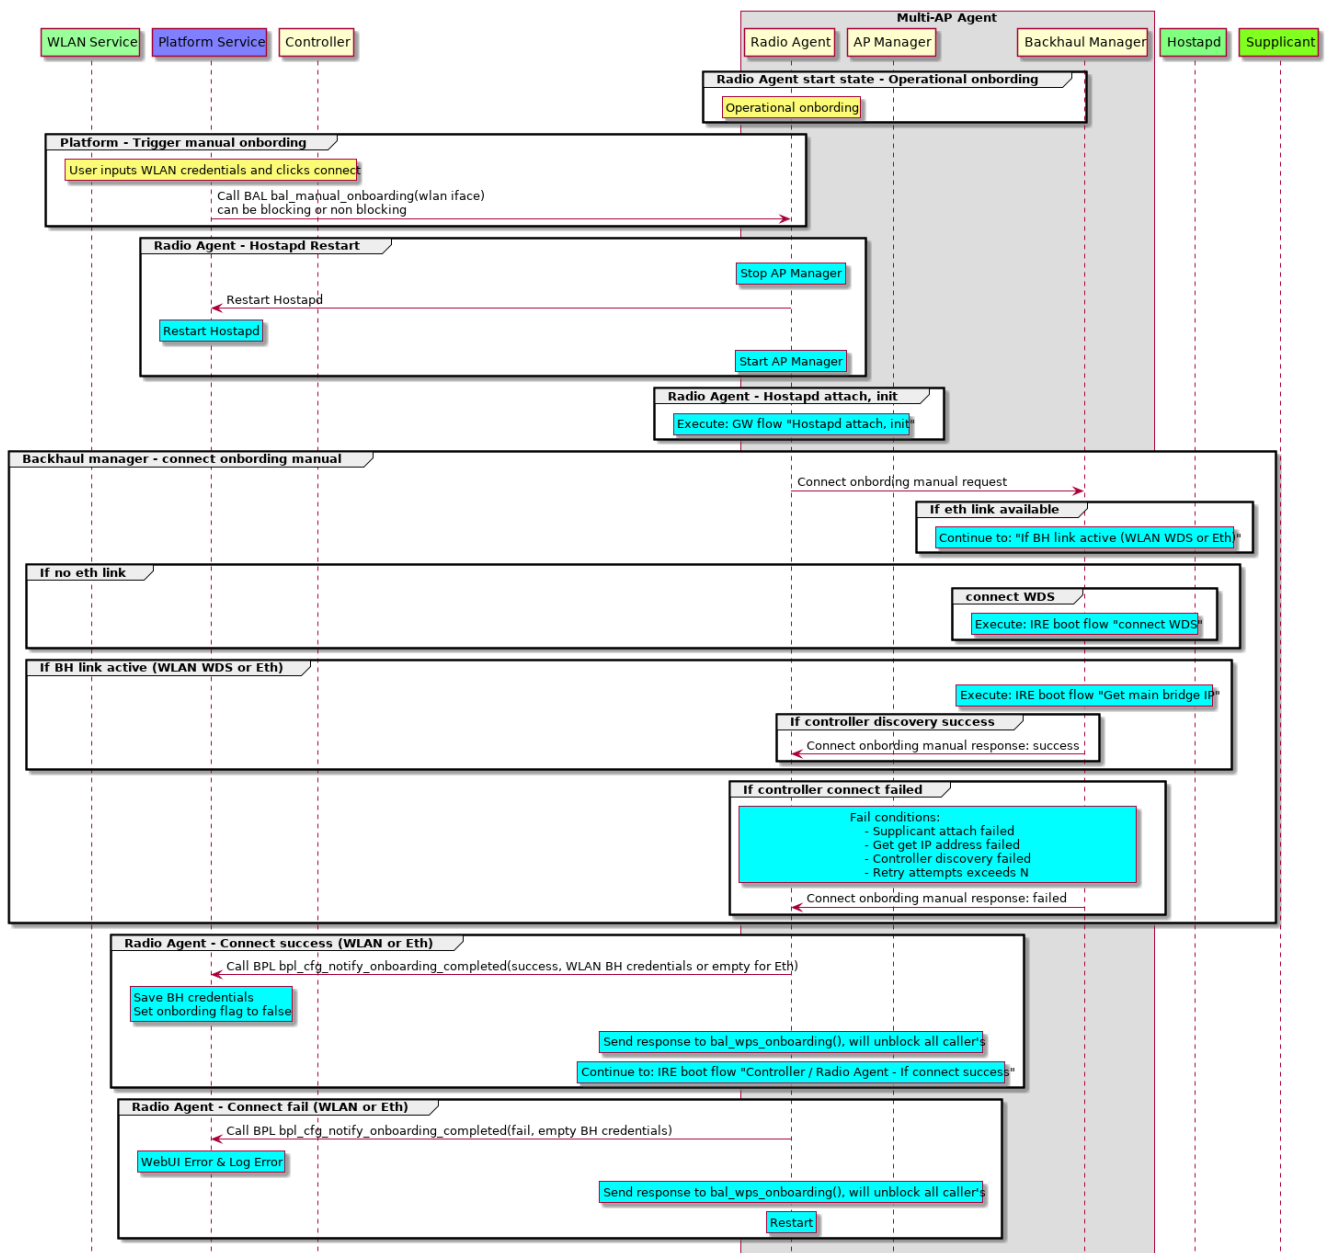 Multi-AP Agent
WLAN Service
Platform Service
Controller
Radio Agent
AP Manager
Backhaul Manager
Hostapd
Supplicant
Radio Agent start state - Operational onbording
Operational onbording
Platform - Trigger manual onbording
User inputs WLAN credentials and clicks connect
Call BAL bal_manual_onboarding(wlan iface)
can be blocking or non blocking
Radio Agent - Hostapd Restart
Stop AP Manager
Restart Hostapd
Restart Hostapd
Start AP Manager
Radio Agent - Hostapd attach, init
Execute: GW flow "Hostapd attach, init"
Backhaul manager - connect onbording manual
Connect onbording manual request
If eth link available
Continue to: "If BH link active (WLAN WDS or Eth)"
If no eth link
connect WDS
Execute: IRE boot flow "connect WDS"
If BH link active (WLAN WDS or Eth)
Execute: IRE boot flow "Get main bridge IP"
If controller discovery success
Connect onbording manual response: success
If controller connect failed
Fail conditions:
- Supplicant attach failed
- Get get IP address failed
- Controller discovery failed
- Retry attempts exceeds N
Connect onbording manual response: failed
Radio Agent - Connect success (WLAN or Eth)
Call BPL bpl_cfg_notify_onboarding_completed(success, WLAN BH credentials or empty for Eth)
Save BH credentials
Set onbording flag to false
Send response to bal_wps_onboarding(), will unblock all caller's
Continue to: IRE boot flow "Controller / Radio Agent - If connect success"
Radio Agent - Connect fail (WLAN or Eth)
Call BPL bpl_cfg_notify_onboarding_completed(fail, empty BH credentials)
WebUI Error & Log Error
Send response to bal_wps_onboarding(), will unblock all caller's
Restart